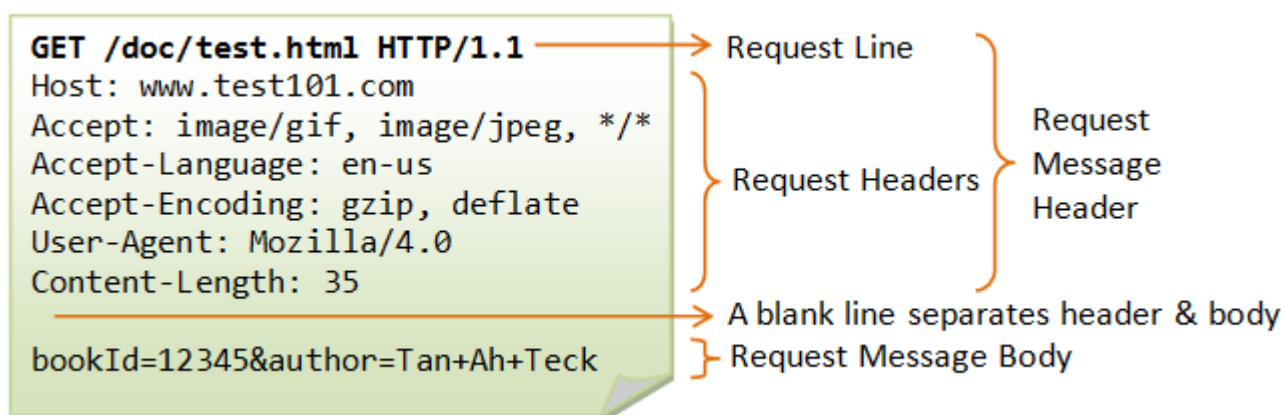 GET /doc/test.html HTTP/1.1
Request Line
Host: www.test101.com
Accept: image/gif, image/jpeg, */*
Accept-Language: en-us
Accept-Encoding: gzip, deflate
User-Agent: Mozilla/4.0
Content-Length: 35
Request Headers
Request
Message
Header
A blank line separates header & body
bookId=12345&author=Tan+Ah+Teck
Request Message Body